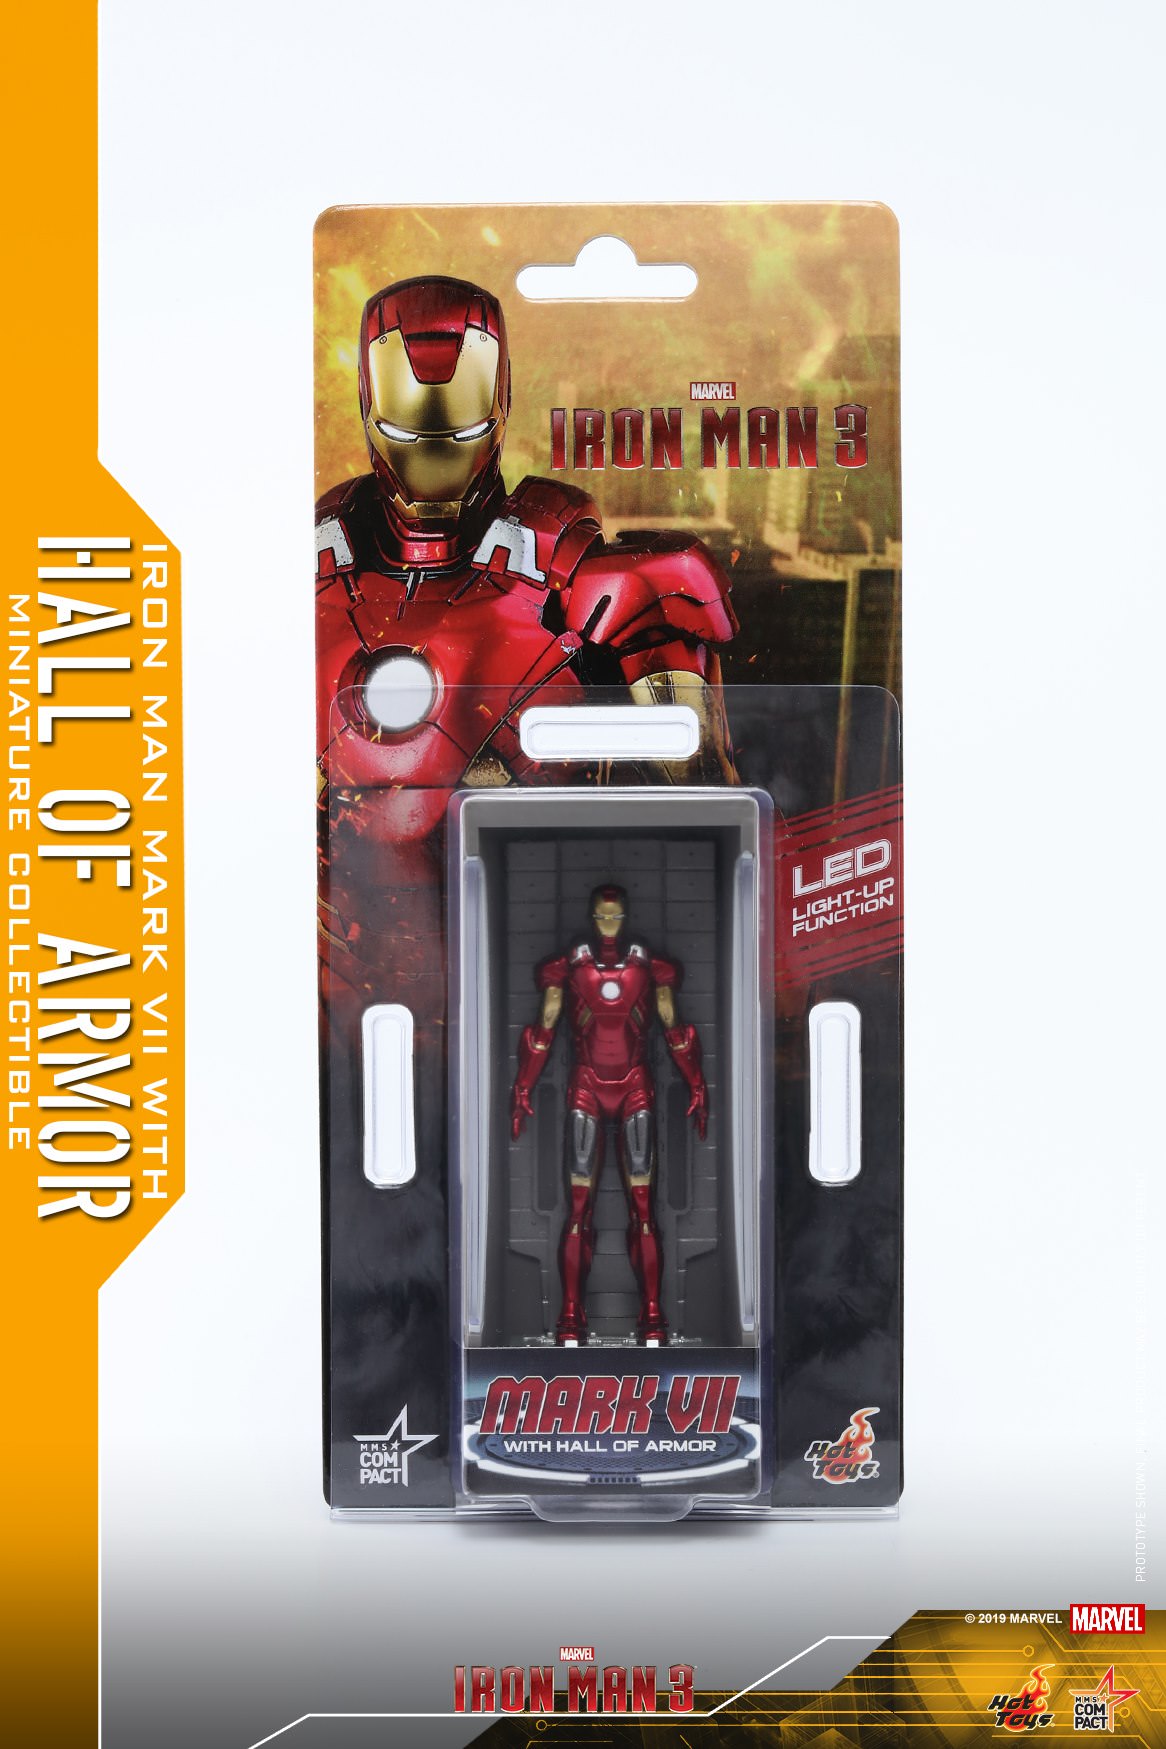 IRON MAN MARK VII WITH
HALL OF ARMOR
MINIATURE COLLECTIBLE
MARVEL
IRON MAN 3
LED
LIGHT-UP
FUNCTION
MARK VII
WITH HALL OF ARMOR
MMS
COM
PACT
Hot
Toys
PROTOTYPE SHOWN,
© 2019 MARVEL
MARVEL
MARVEL
IRON MAN 3
Hot
Toys
MMS
COM
PACT